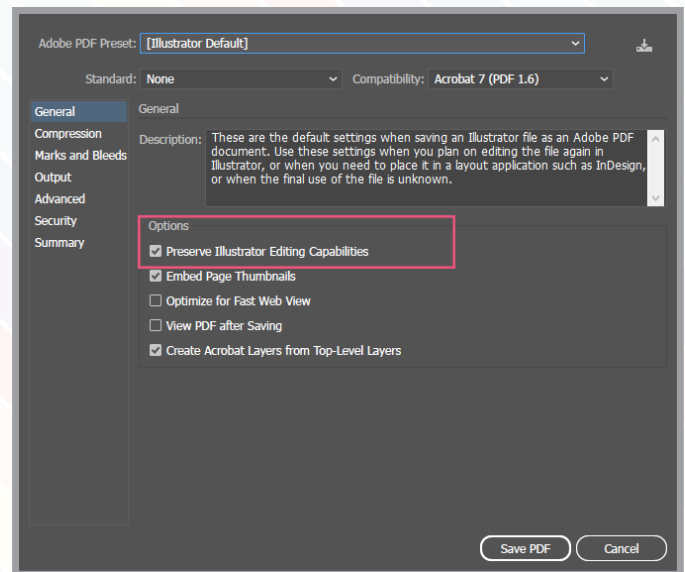 Adobe PDF Preset: [Illustrator Default]
Standard: None Compatibility: Acrobat 7 (PDF 1.6)
General
Compression
Marks and Bleeds
Output
Advanced
Security
Summary
General
Description: These are the default settings when saving an Illustrator file as an Adobe PDF
document. Use these settings when you plan on editing the file again in
Illustrator, or when you need to place it in a layout application such as InDesign,
or when the final use of the file is unknown.
Options
Preserve Illustrator Editing Capabilities
Embed Page Thumbnails
Optimize for Fast Web View
View PDF after Saving
Create Acrobat Layers from Top-Level Layers
Save PDF Cancel